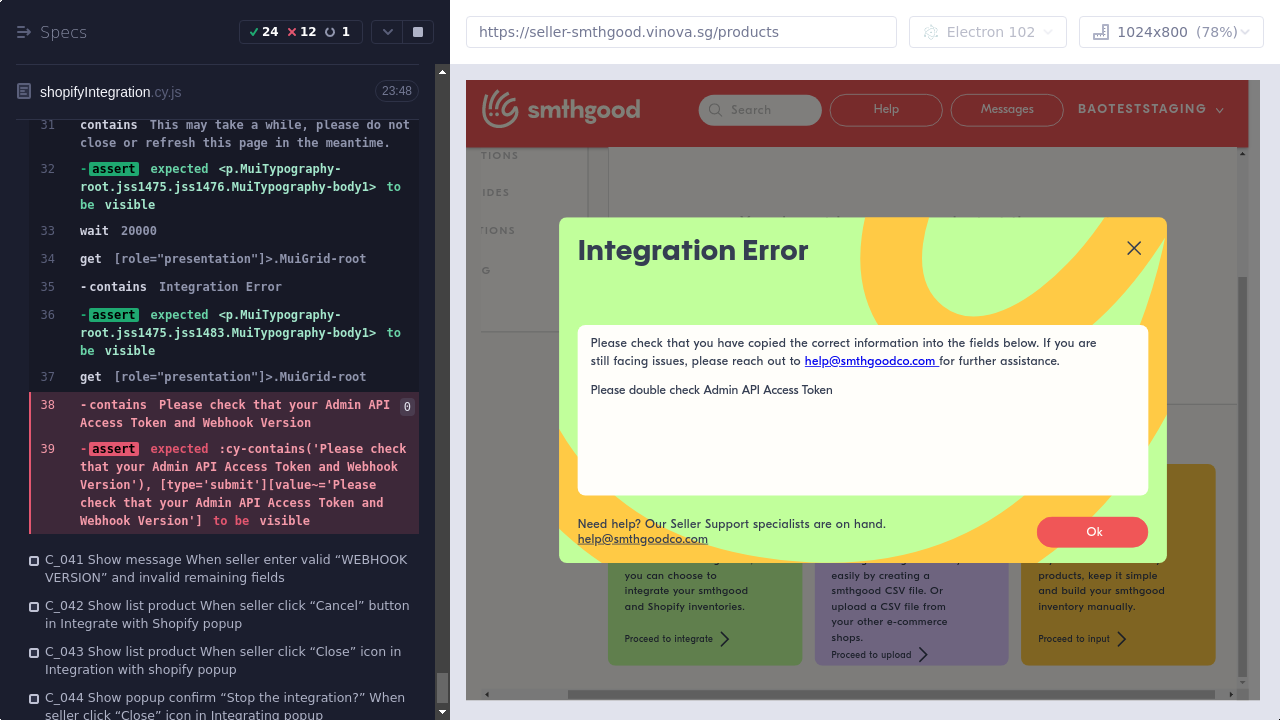 Specs
24 12 1
shopifyIntegration.cy.js
23:48
31 contains This may take a while, please do not
close or refresh this page in the meantime.
32 -assert expected <p.MuiTypography-
root.jss1475.jss1476.MuiTypography-body1> to
be visible
33 wait 20000
34 get [role="presentation"]>.MuiGrid-root
35 -contains Integration Error
36 -assert expected <p.MuiTypography-
root.jss1475.jss1483.MuiTypography-body1> to
be visible
37 get [role="presentation"]>.MuiGrid-root
38 -contains Please check that your Admin API 0
Access Token and Webhook Version
39 -assert expected :cy-contains('Please check
that your Admin API Access Token and Webhook
Version'), [type='submit'][value~='Please
check that your Admin API Access Token and
Webhook Version'] to be visible
C_041 Show message When seller enter valid “WEBHOOK
VERSION” and invalid remaining fields
C_042 Show list product When seller click “Cancel” button
in Integrate with Shopify popup
C_043 Show list product When seller click “Close” icon in
Integration with shopify popup
C_044 Show popup confirm “Stop the integration?” When
seller click “Close” icon in Integrating popup
https://seller-smthgood.vinova.sg/products
Electron 102
1024x800 (78%)
smthgood
Search
Help
Messages
BAOTESTSTAGING
TIONS
IDES
TIONS
G
Integration Error
Please check that you have copied the correct information into the fields below. If you are
still facing issues, please reach out to help@smthgoodco.com for further assistance.
Please double check Admin API Access Token
Need help? Our Seller Support specialists are on hand.
help@smthgoodco.com
Ok
you can choose to
integrate your smthgood
and Shopify inventories.
Proceed to integrate
easily by creating a
smthgood CSV file. Or
upload a CSV file from
your other e-commerce
shops.
Proceed to upload
products, keep it simple
and build your smthgood
inventory manually.
Proceed to input